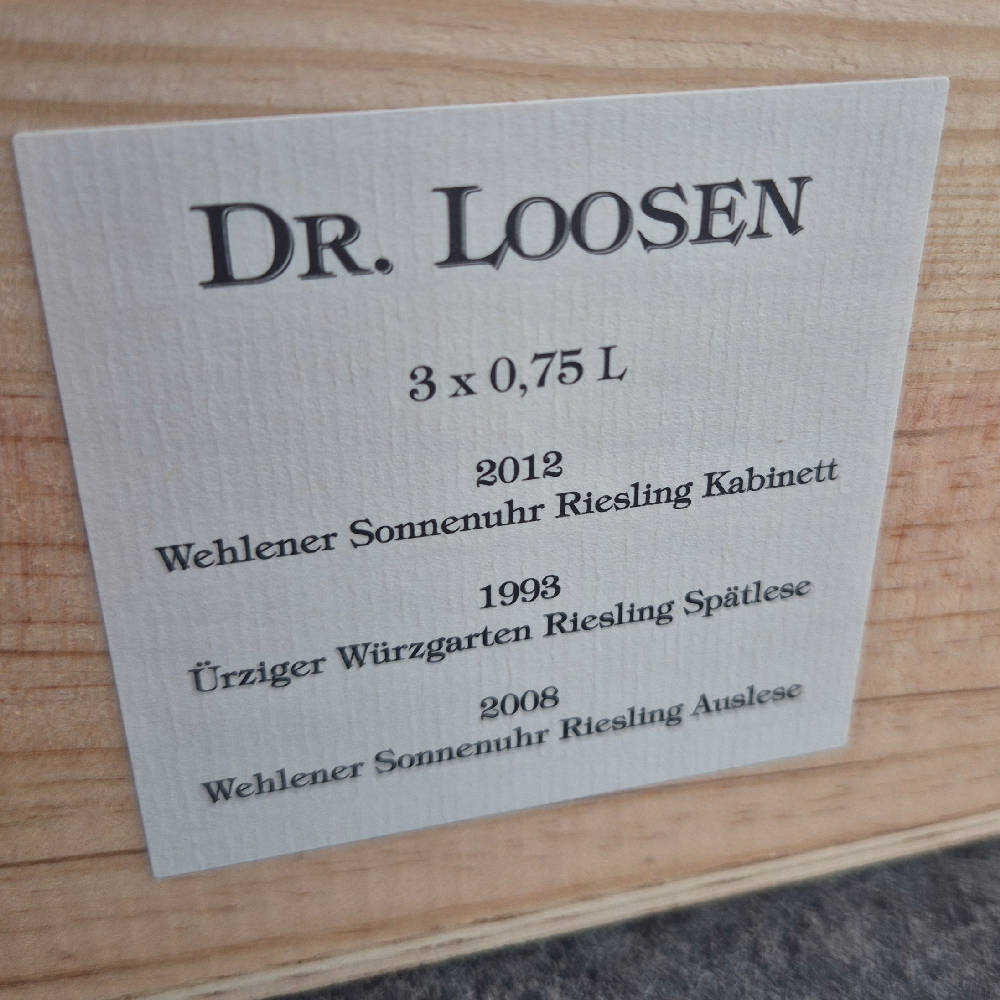 DR. LOOSEN
3 x 0,75 L
2012
Wehlener Sonnenuhr Riesling Kabinett
1993
Ürziger Würzgarten Riesling Spätlese
2008
Wehlener Sonnenuhr Riesling Auslese